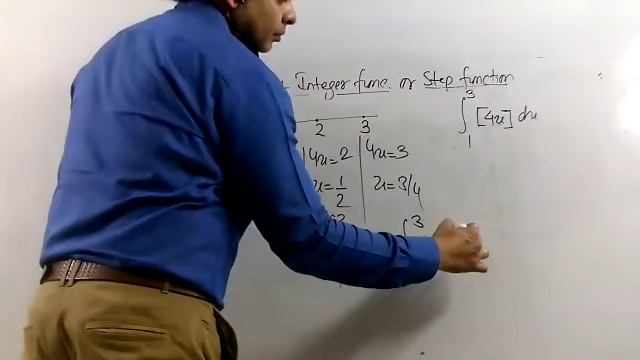 Integer func. or Step function
∫₁³ [4x] dx
2 3
4x=2 | 4x=3
x=1/2 | x=3/4
∫³